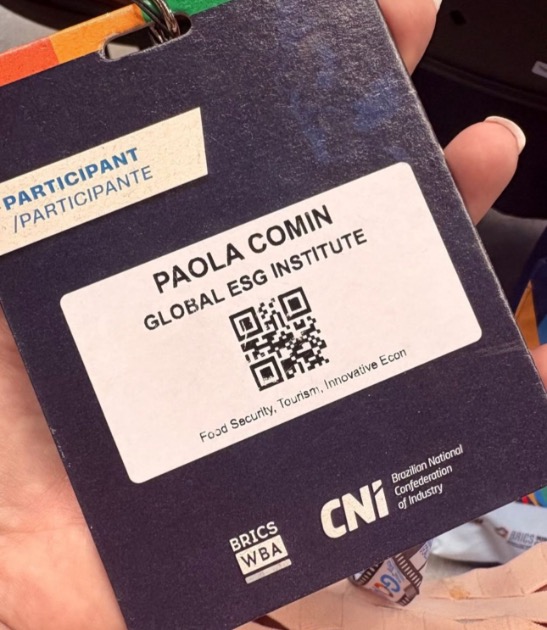 PARTICIPANT
/PARTICIPANTE
PAOLA COMIN
GLOBAL ESG INSTITUTE
Food Security, Tourism, Innovative Econ
BRICS
WBA
CNi
Brazilian National
Confederation
of Industry
BRICS